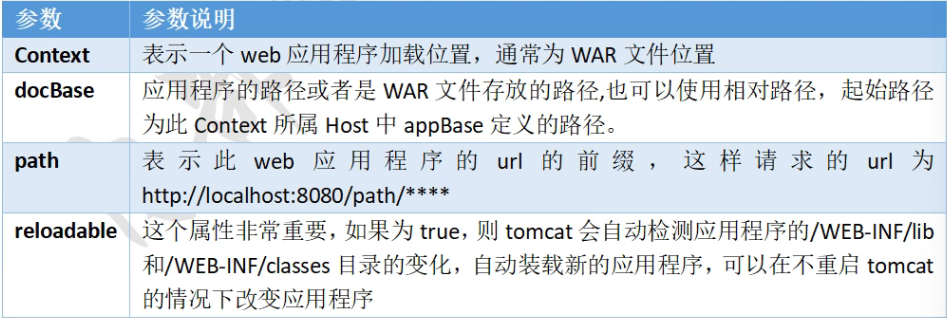 参数 参数说明
Context 表示一个 web 应用程序加载位置，通常为 WAR 文件位置
docBase 应用程序的路径或者是 WAR 文件存放的路径,也可以使用相对路径，起始路径
为此 Context 所属 Host 中 appBase 定义的路径。
path 表示此 web 应用程序的 url 的前缀，这样请求的 url 为
http://localhost:8080/path/****
reloadable 这个属性非常重要，如果为 true，则 tomcat 会自动检测应用程序的/WEB-INF/lib
和/WEB-INF/classes 目录的变化，自动装载新的应用程序，可以在不重启 tomcat
的情况下改变应用程序